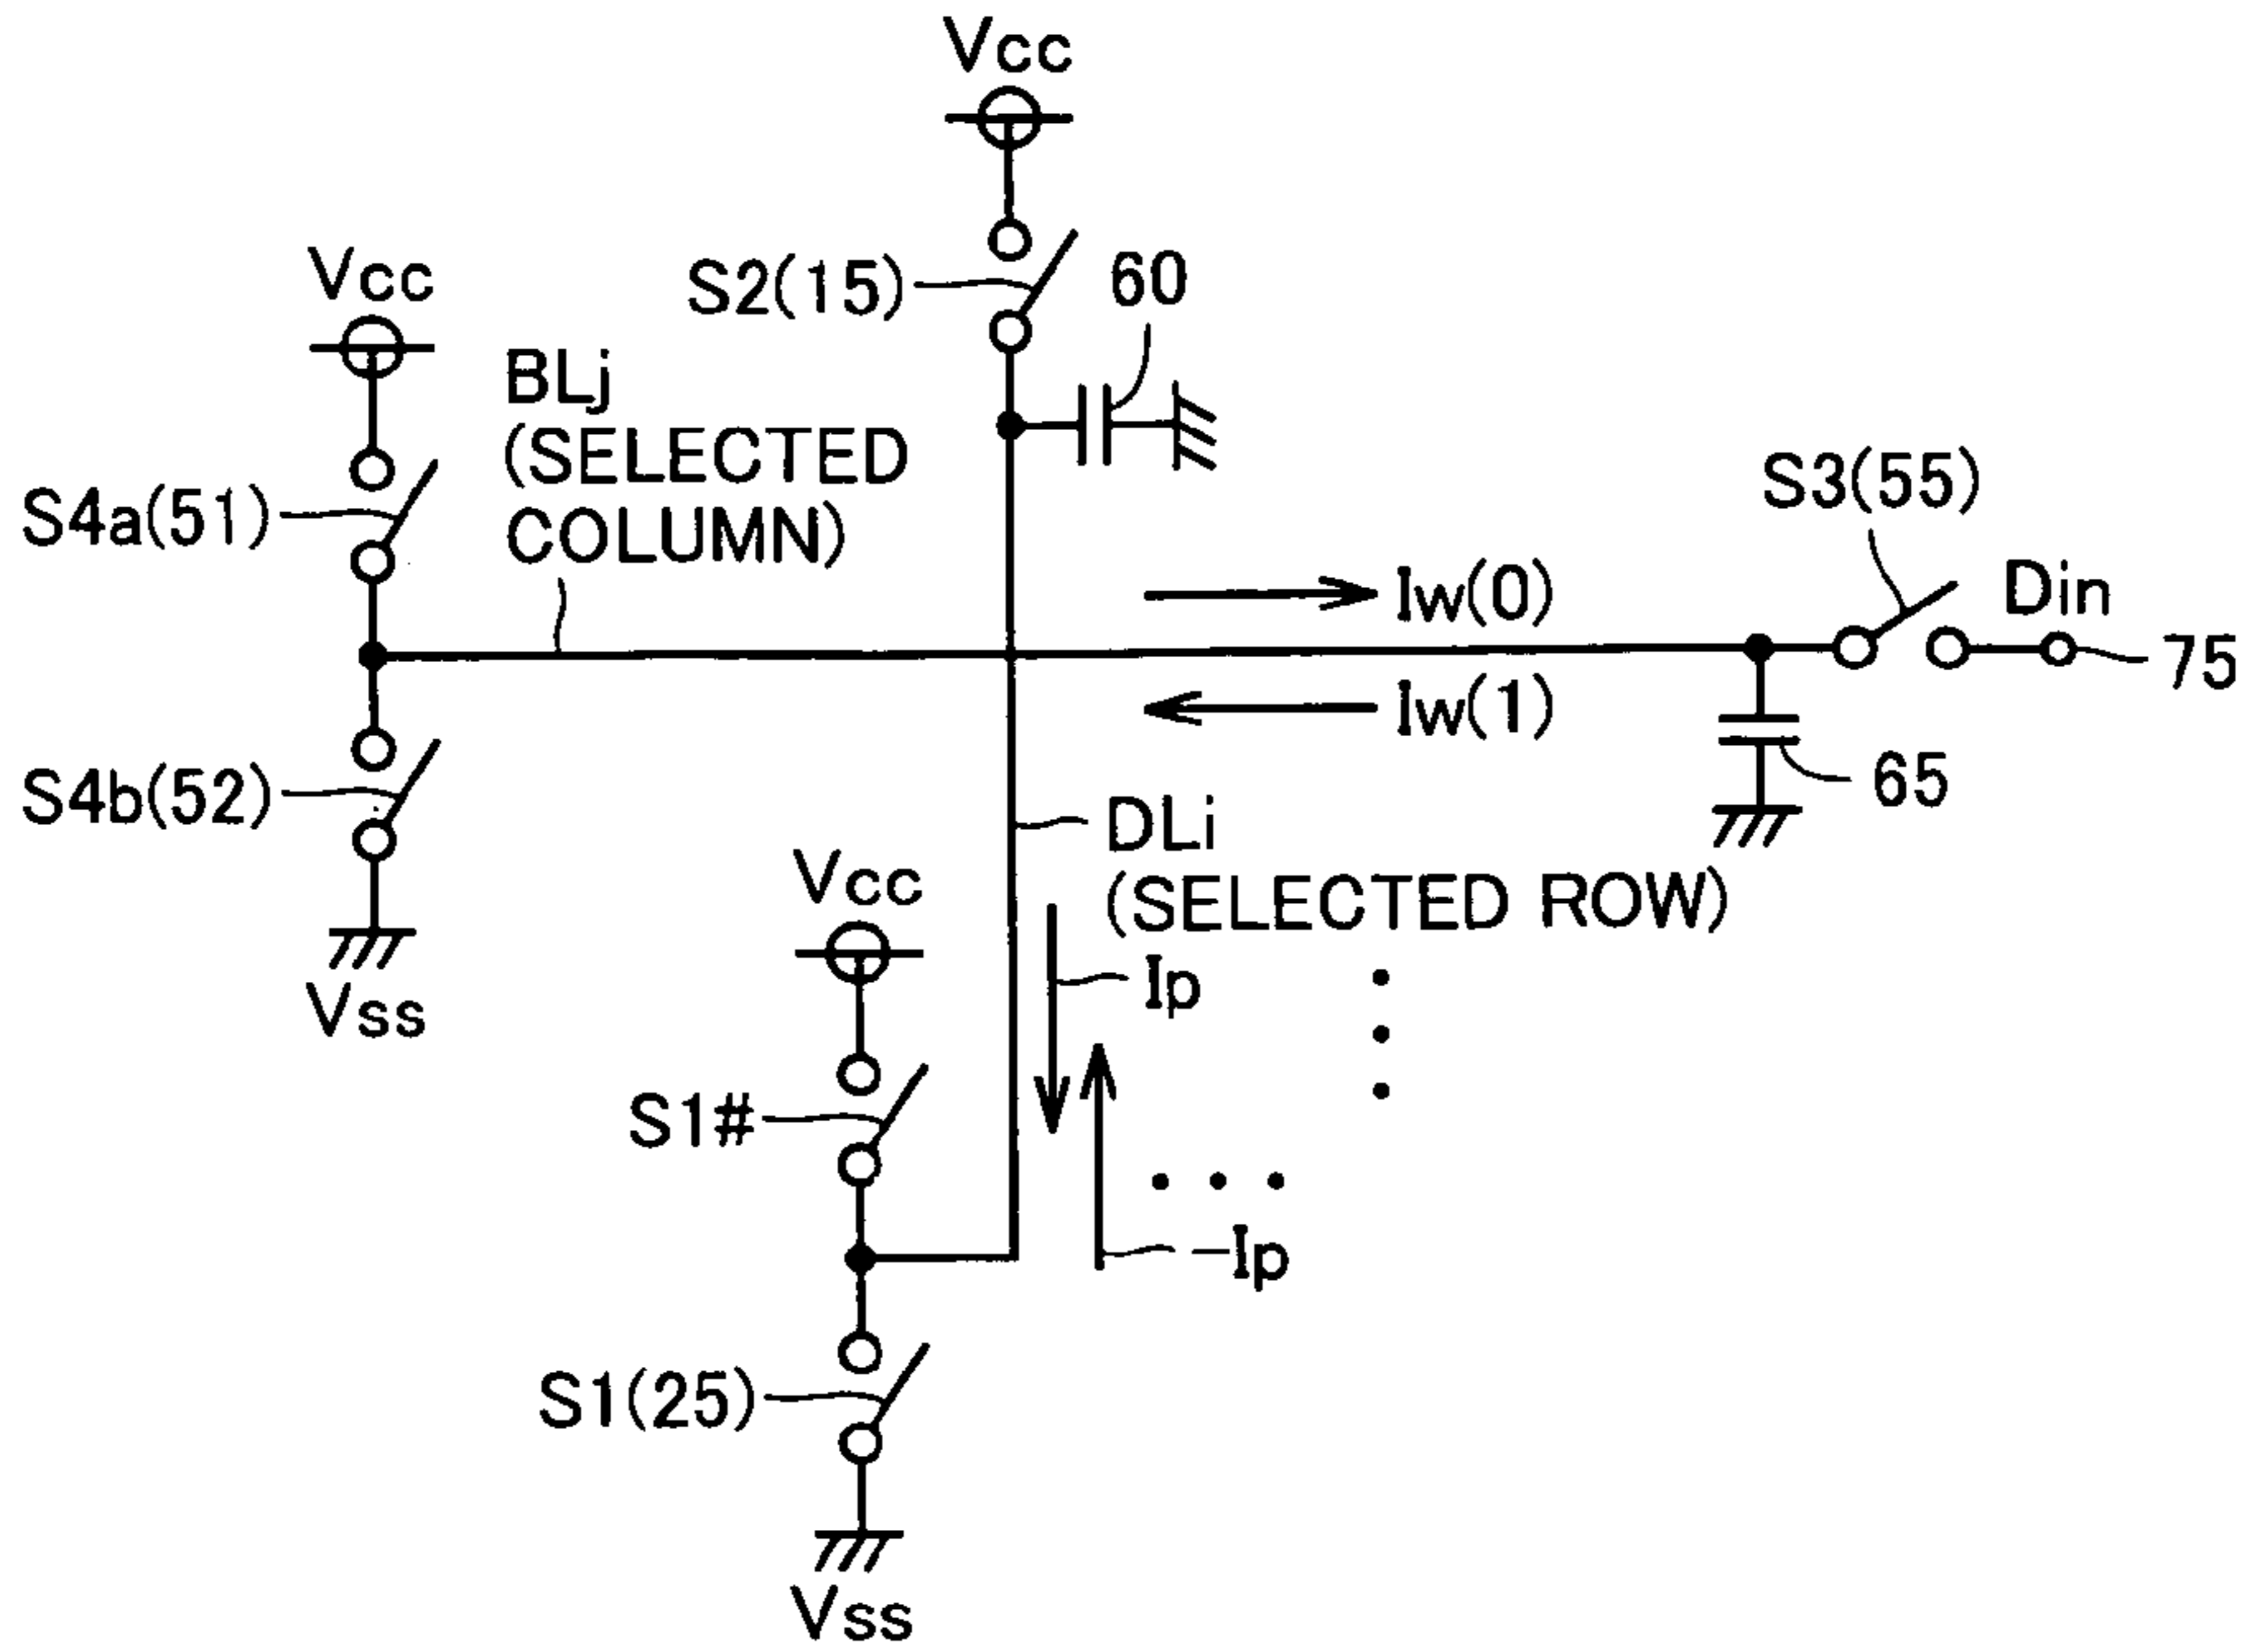 Vcc
Vcc
S2(15)
60
BLj
(SELECTED
COLUMN)
S4a(51)
S3(55)
Iw(0)
Din
75
Iw(1)
S4b(52)
65
DLi
(SELECTED ROW)
Vcc
Ip
Vss
S1#
-Ip
S1(25)
Vss